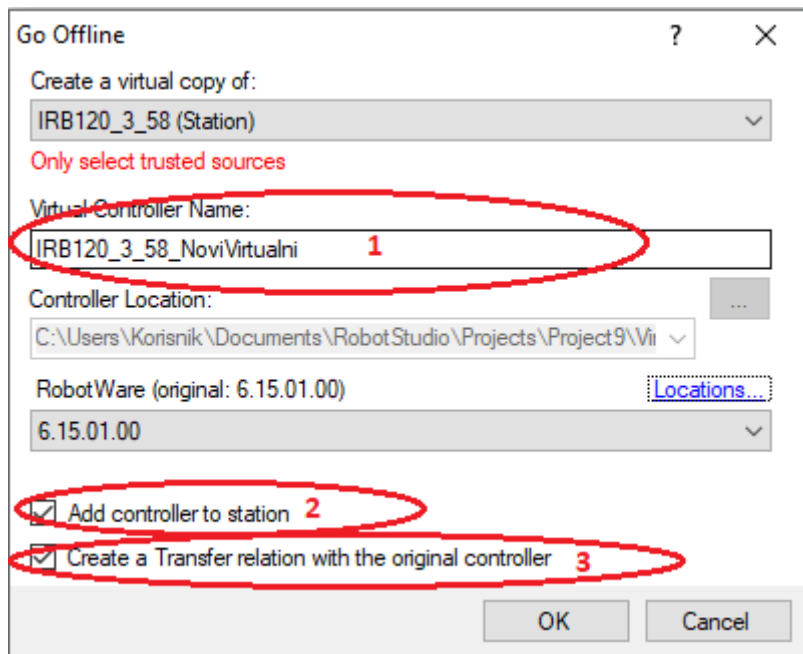 Go Offline ?
Create a virtual copy of:
IRB120_3_58 (Station)
Only select trusted sources
Virtual Controller Name:
IRB120_3_58_NoviVirtualni 1
Controller Location: ...
C:\Users\Korisnik\Documents\RobotStudio\Projects\Project9\Vi
RobotWare (original: 6.15.01.00) Locations...
6.15.01.00
Add controller to station 2
Create a Transfer relation with the original controller 3
OK Cancel